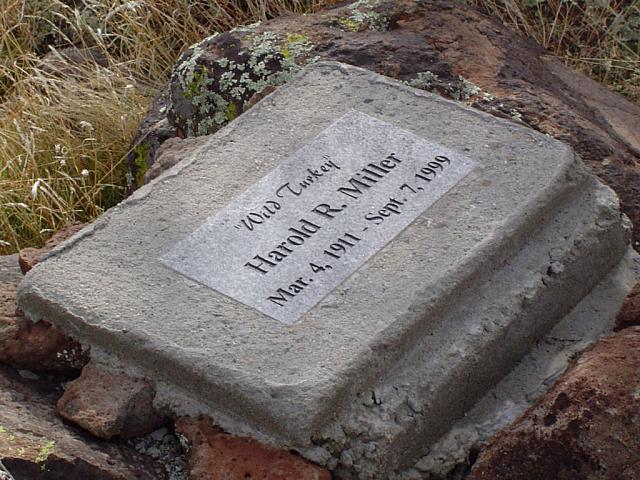 "Wild Turkey"
Harold R. Miller
Mar. 4, 1911 - Sept. 7, 1999